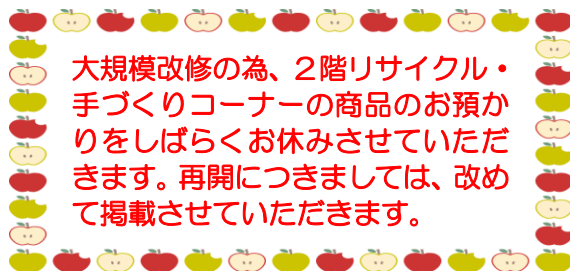 大規模改修の為、２階リサイクル・
手づくりコーナーの商品のお預か
りをしばらくお休みさせていただ
きます。再開につきましては、改め
て掲載させていただきます。